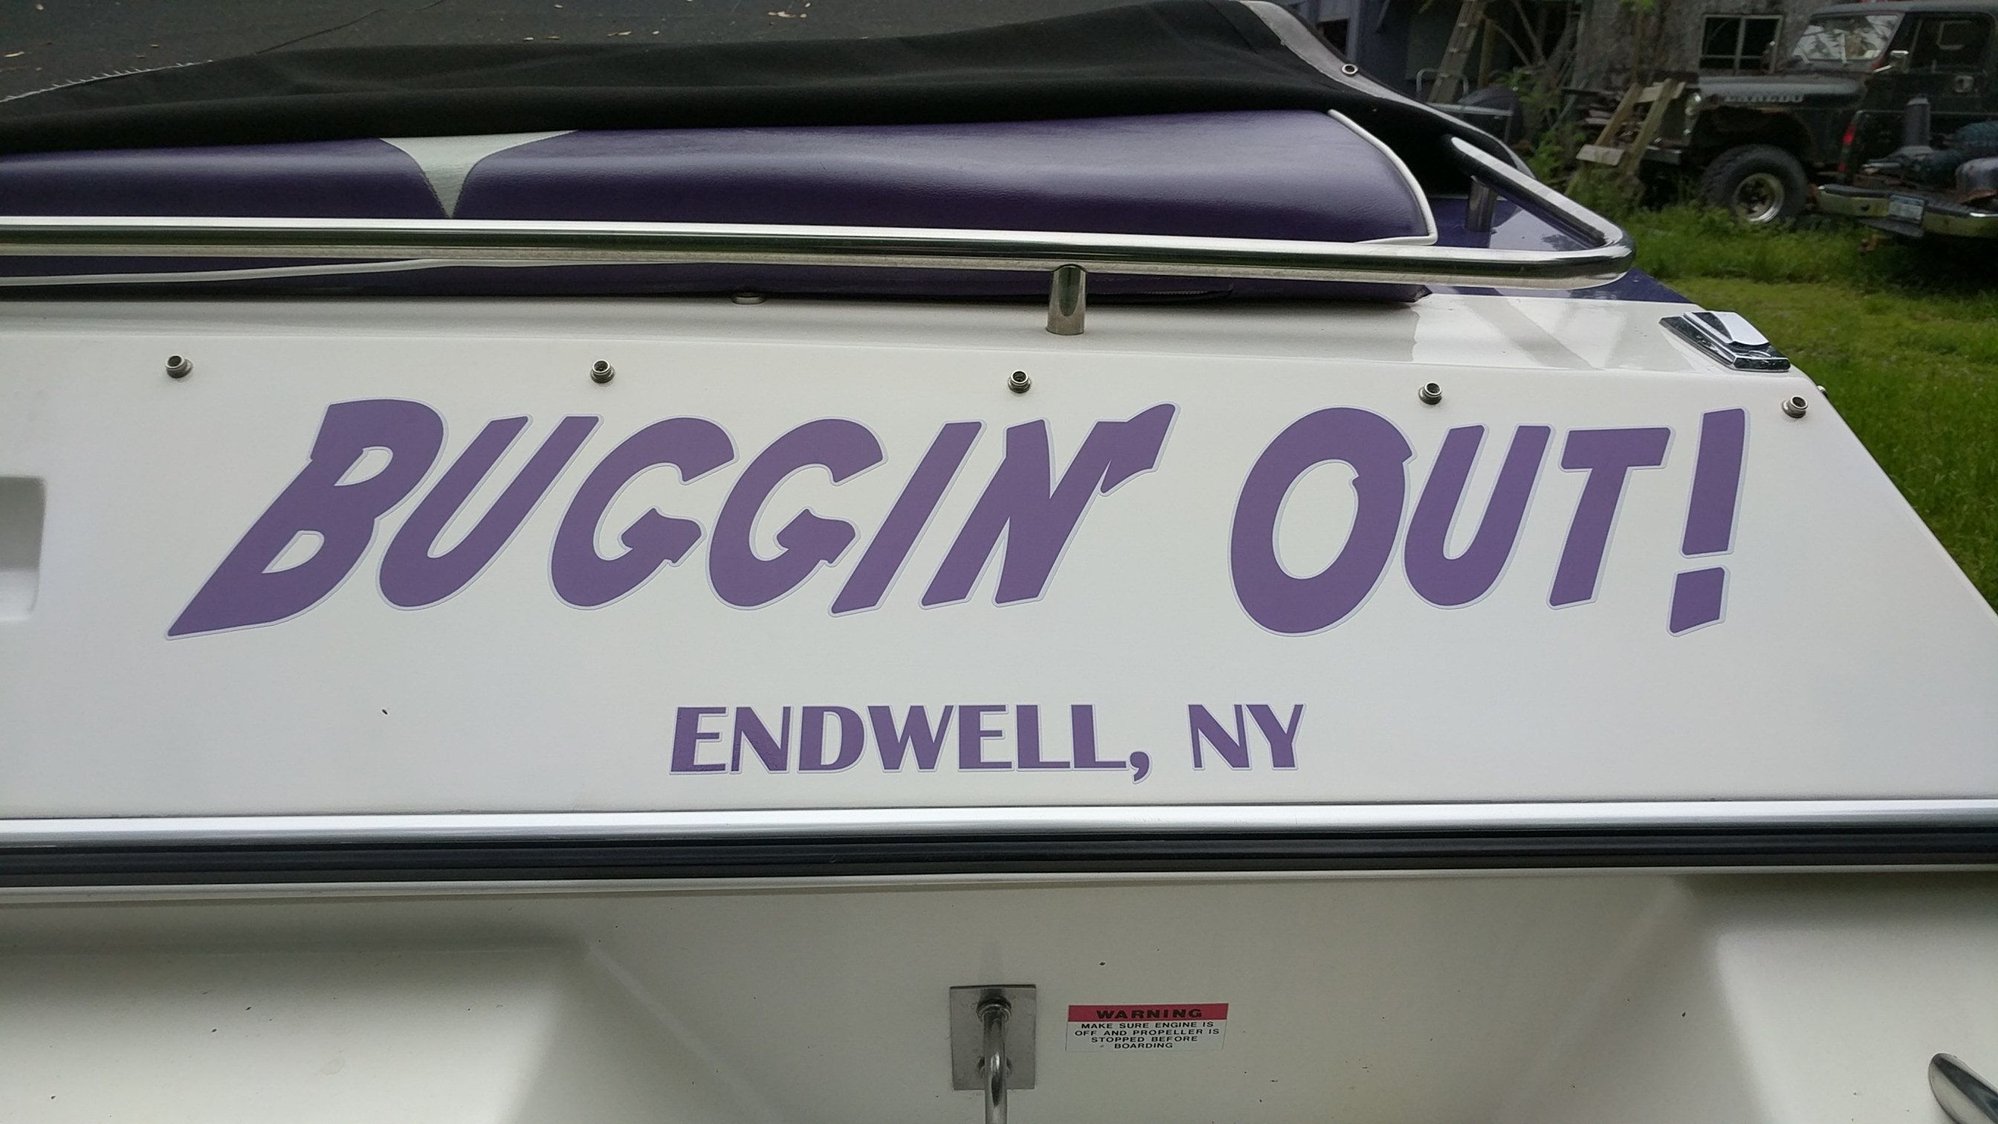 BUGGIN' OUT!
ENDWELL, NY
WARNING
MAKE SURE ENGINE IS
OFF AND PROPELLER IS
STOPPED BEFORE
BOARDING